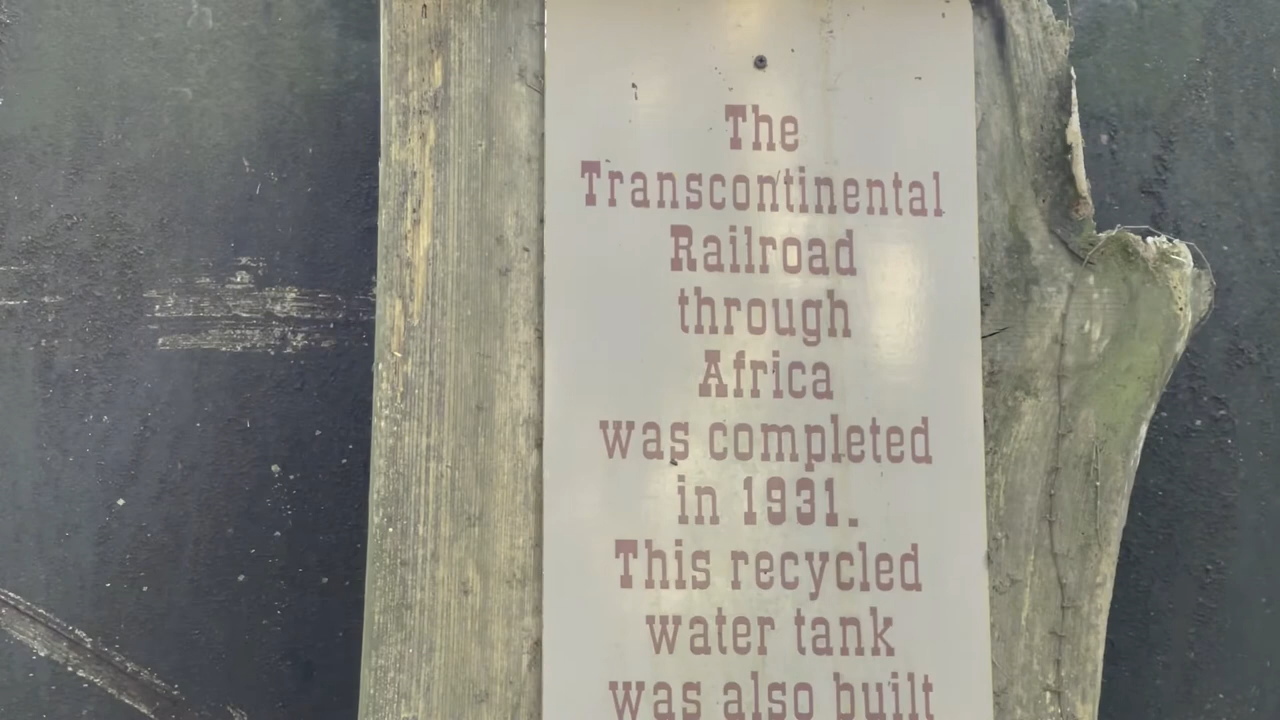 The
Transcontinental
Railroad
through
Africa
was completed
in 1931.
This recycled
water tank
was also built